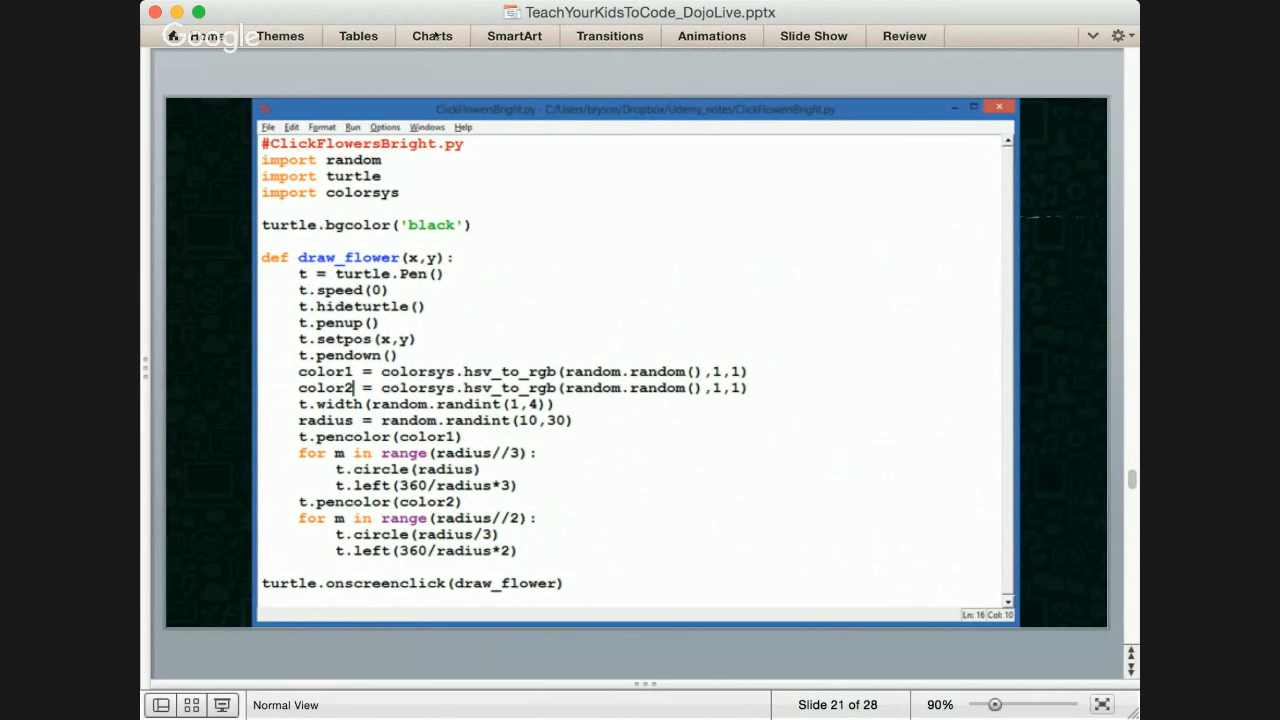 TeachYourKidsToCode_DojoLive.pptx
Google
Home Themes Tables Charts SmartArt Transitions Animations Slide Show Review
ClickFlowersBright.py - C:/Users/bryson/Dropbox/Udemy_notes/ClickFlowersBright.py
File Edit Format Run Options Windows Help
#ClickFlowersBright.py
import random
import turtle
import colorsys
turtle.bgcolor('black')
def draw_flower(x,y):
    t = turtle.Pen()
    t.speed(0)
    t.hideturtle()
    t.penup()
    t.setpos(x,y)
    t.pendown()
    color1 = colorsys.hsv_to_rgb(random.random(),1,1)
    color2 = colorsys.hsv_to_rgb(random.random(),1,1)
    t.width(random.randint(1,4))
    radius = random.randint(10,30)
    t.pencolor(color1)
    for m in range(radius//3):
        t.circle(radius)
        t.left(360/radius*3)
    t.pencolor(color2)
    for m in range(radius//2):
        t.circle(radius/3)
        t.left(360/radius*2)
turtle.onscreenclick(draw_flower)
Ln: 16 Col: 10
Normal View Slide 21 of 28 90%